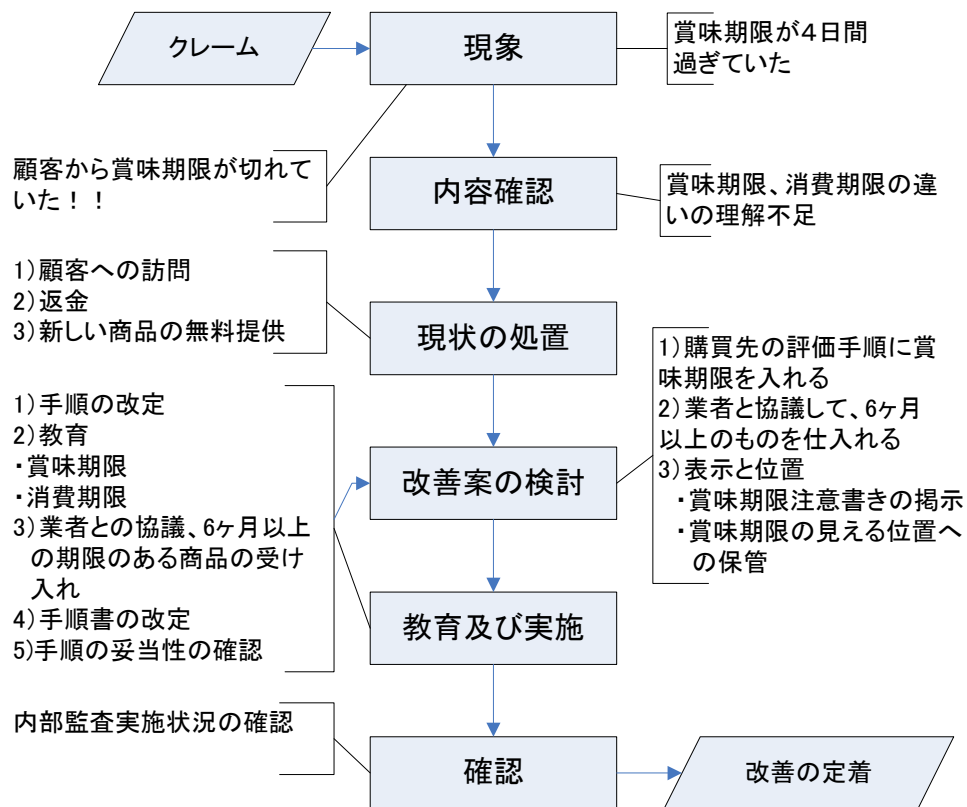 クレーム
現象
賞味期限が４日間
過ぎていた
顧客から賞味期限が切れて
いた！！
内容確認
賞味期限、消費期限の違
いの理解不足
1)顧客への訪問
2)返金
3)新しい商品の無料提供
現状の処置
1)購買先の評価手順に賞
味期限を入れる
2)業者と協議して、6ヶ月
以上のものを仕入れる
3)表示と位置
・賞味期限注意書きの掲示
・賞味期限の見える位置へ
の保管
1)手順の改定
2)教育
・賞味期限
・消費期限
3)業者との協議、6ヶ月以上
の期限のある商品の受け
入れ
4)手順書の改定
5)手順の妥当性の確認
改善案の検討
教育及び実施
内部監査実施状況の確認
確認
改善の定着